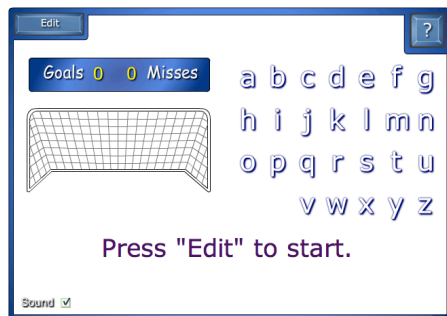 Edit
?
Goals 0 0 Misses
a b c d e f g
h i j k l m n
o p q r s t u
v w x y z
Press "Edit" to start.
Sound